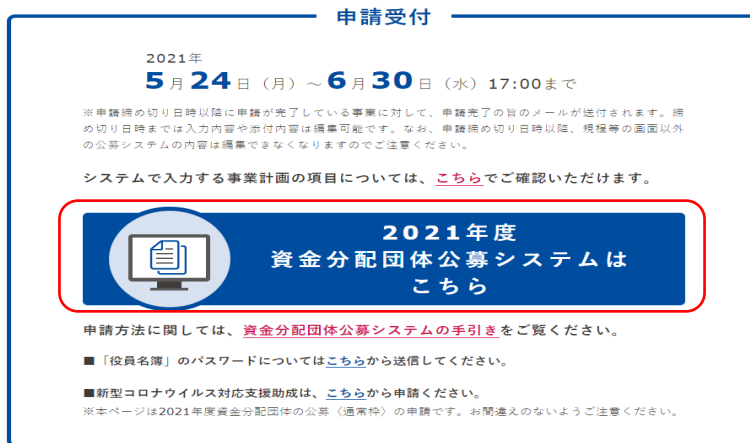 申請受付
2021年
5月24日（月）～6月30日（水）17:00まで
※申請締め切り日時以降に申請が完了している事業に対して、申請完了の旨のメールが送付されます。締
め切り日時までは入力内容や添付内容は編集可能です。なお、申請締め切り日時以降、規程等の画面以外
の公募システムの内容は編集できなくなりますのでご注意ください。
システムで入力する事業計画の項目については、こちらでご確認いただけます。
2021年度
資金分配団体公募システムは
こちら
申請方法に関しては、資金分配団体公募システムの手引きをご覧ください。
■「役員名簿」のパスワードについてはこちらから送信してください。
■新型コロナウイルス対応支援助成は、こちらから申請ください。
※本ページは2021年度資金分配団体の公募〈通常枠〉の申請です。お間違えのないようご注意ください。